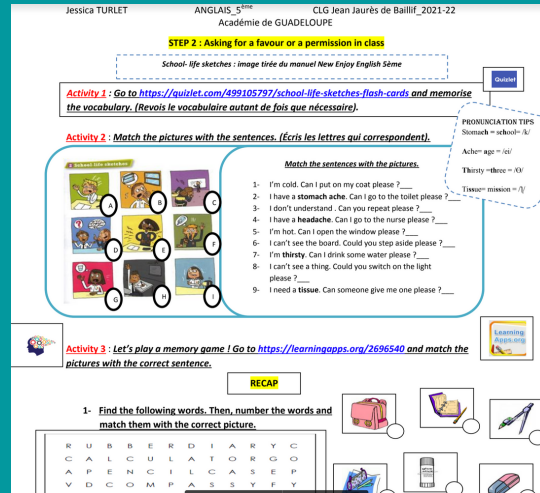 Jessica TURLET ANGLAIS_5ème CLG Jean Jaurès de Baillif_2021-22
Académie de GUADELOUPE
STEP 2 : Asking for a favour or a permission in class
School- life sketches : image tirée du manuel New Enjoy English 5ème
Quizlet
Activity 1 : Go to https://quizlet.com/499105797/school-life-sketches-flash-cards and memorise
the vocabulary. (Revois le vocabulaire autant de fois que nécessaire).
PRONUNCIATION TIPS
Stomach = school= /k/
Ache= age = /ei/
Thirsty =three = /Θ/
Tissue= mission = /ʃ/
Activity 2 : Match the pictures with the sentences. (Écris les lettres qui correspondent).
School life sketches
A
B
C
D
E
F
G
H
I
Match the sentences with the pictures.
1- I'm cold. Can I put on my coat please ?___
2- I have a stomach ache. Can I go to the toilet please ?___
3- I don't understand . Can you repeat please ?___
4- I have a headache. Can I go to the nurse please ?___
5- I'm hot. Can I open the window please ?___
6- I can't see the board. Could you step aside please ?___
7- I'm thirsty. Can I drink some water please ?___
8- I can't see a thing. Could you switch on the light
please ?___
9- I need a tissue. Can someone give me one please ?___
Learning
Apps.org
Activity 3 : Let's play a memory game ! Go to https://learningapps.org/2696540 and match the
pictures with the correct sentence.
RECAP
1- Find the following words. Then, number the words and
match them with the correct picture.
R U B B E R D I A R Y C
C A L C U L A T O R G O
A P E N C I L C A S E P
V D C O M P A S S Y F Y